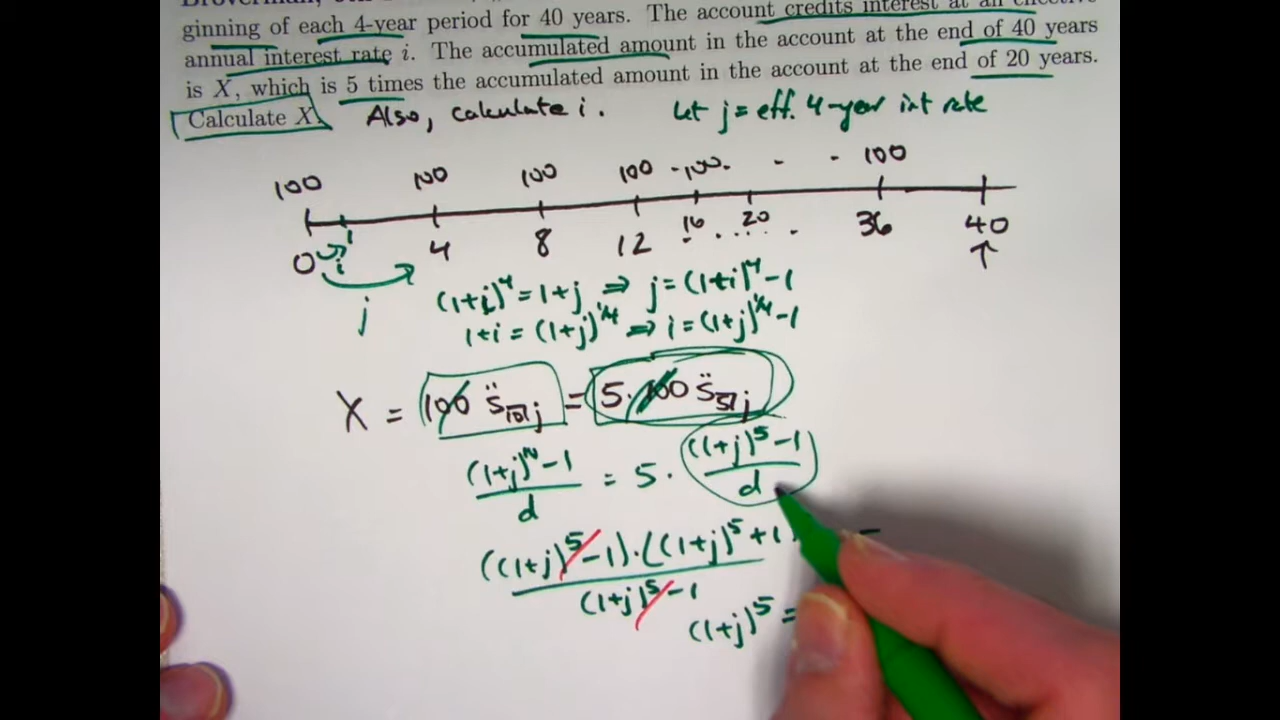 ginning of each 4-year period for 40 years. The account credits interest at an effective
annual interest rate i. The accumulated amount in the account at the end of 40 years
is X, which is 5 times the accumulated amount in the account at the end of 20 years.
Calculate X. Also, calculate i. Let j = eff. 4-year int rate
100 100 100 100 -100. - - 100
0 i 4 8 12 16 20 36 40
j
(1+i)^4 = 1+j ⇒ j = (1+i)^4 - 1
1+i = (1+j)^1/4 ⇒ i = (1+j)^1/4 - 1
X = 100 s̈10|j = 5·100 s̈5|j
(1+j)^10 - 1 / d = 5 · ((1+j)^5 - 1) / d
((1+j)^5 - 1)·((1+j)^5 + 1)
(1+j)^5 - 1
(1+j)^5 =